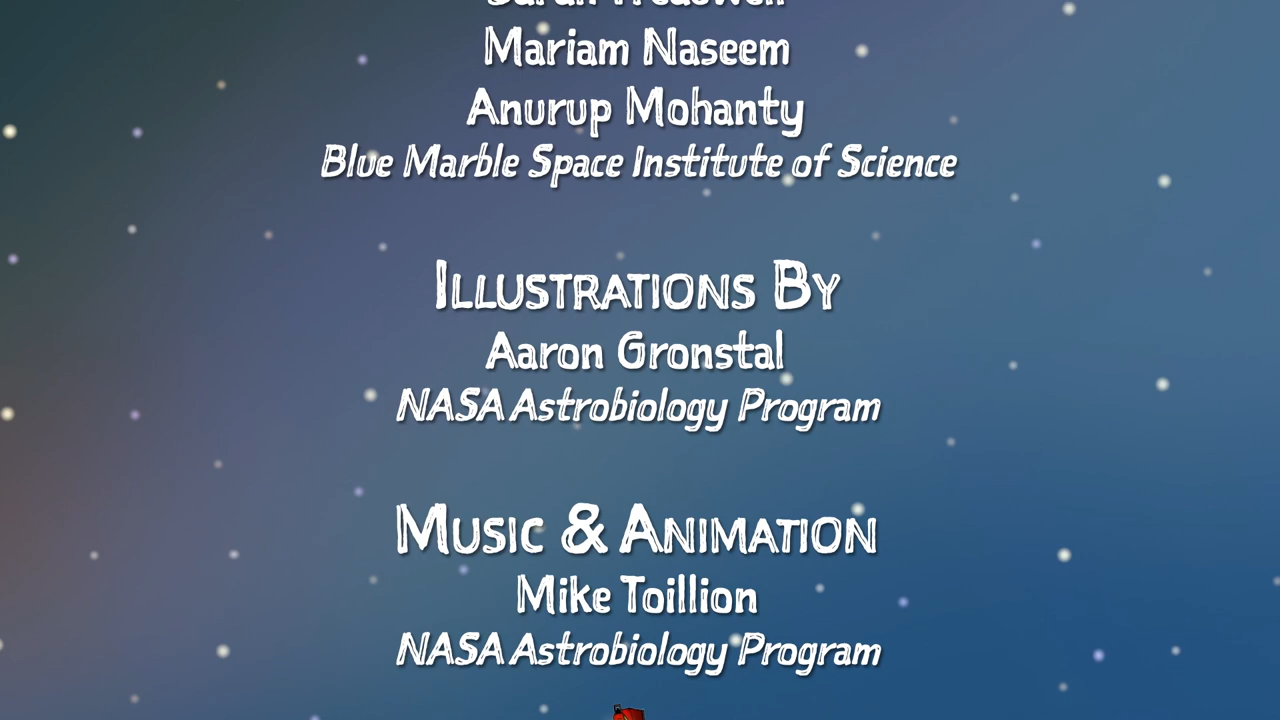 Mariam Naseem
Anurup Mohanty
Blue Marble Space Institute of Science
Illustrations By
Aaron Gronstal
NASA Astrobiology Program
Music & Animation
Mike Toillion
NASA Astrobiology Program